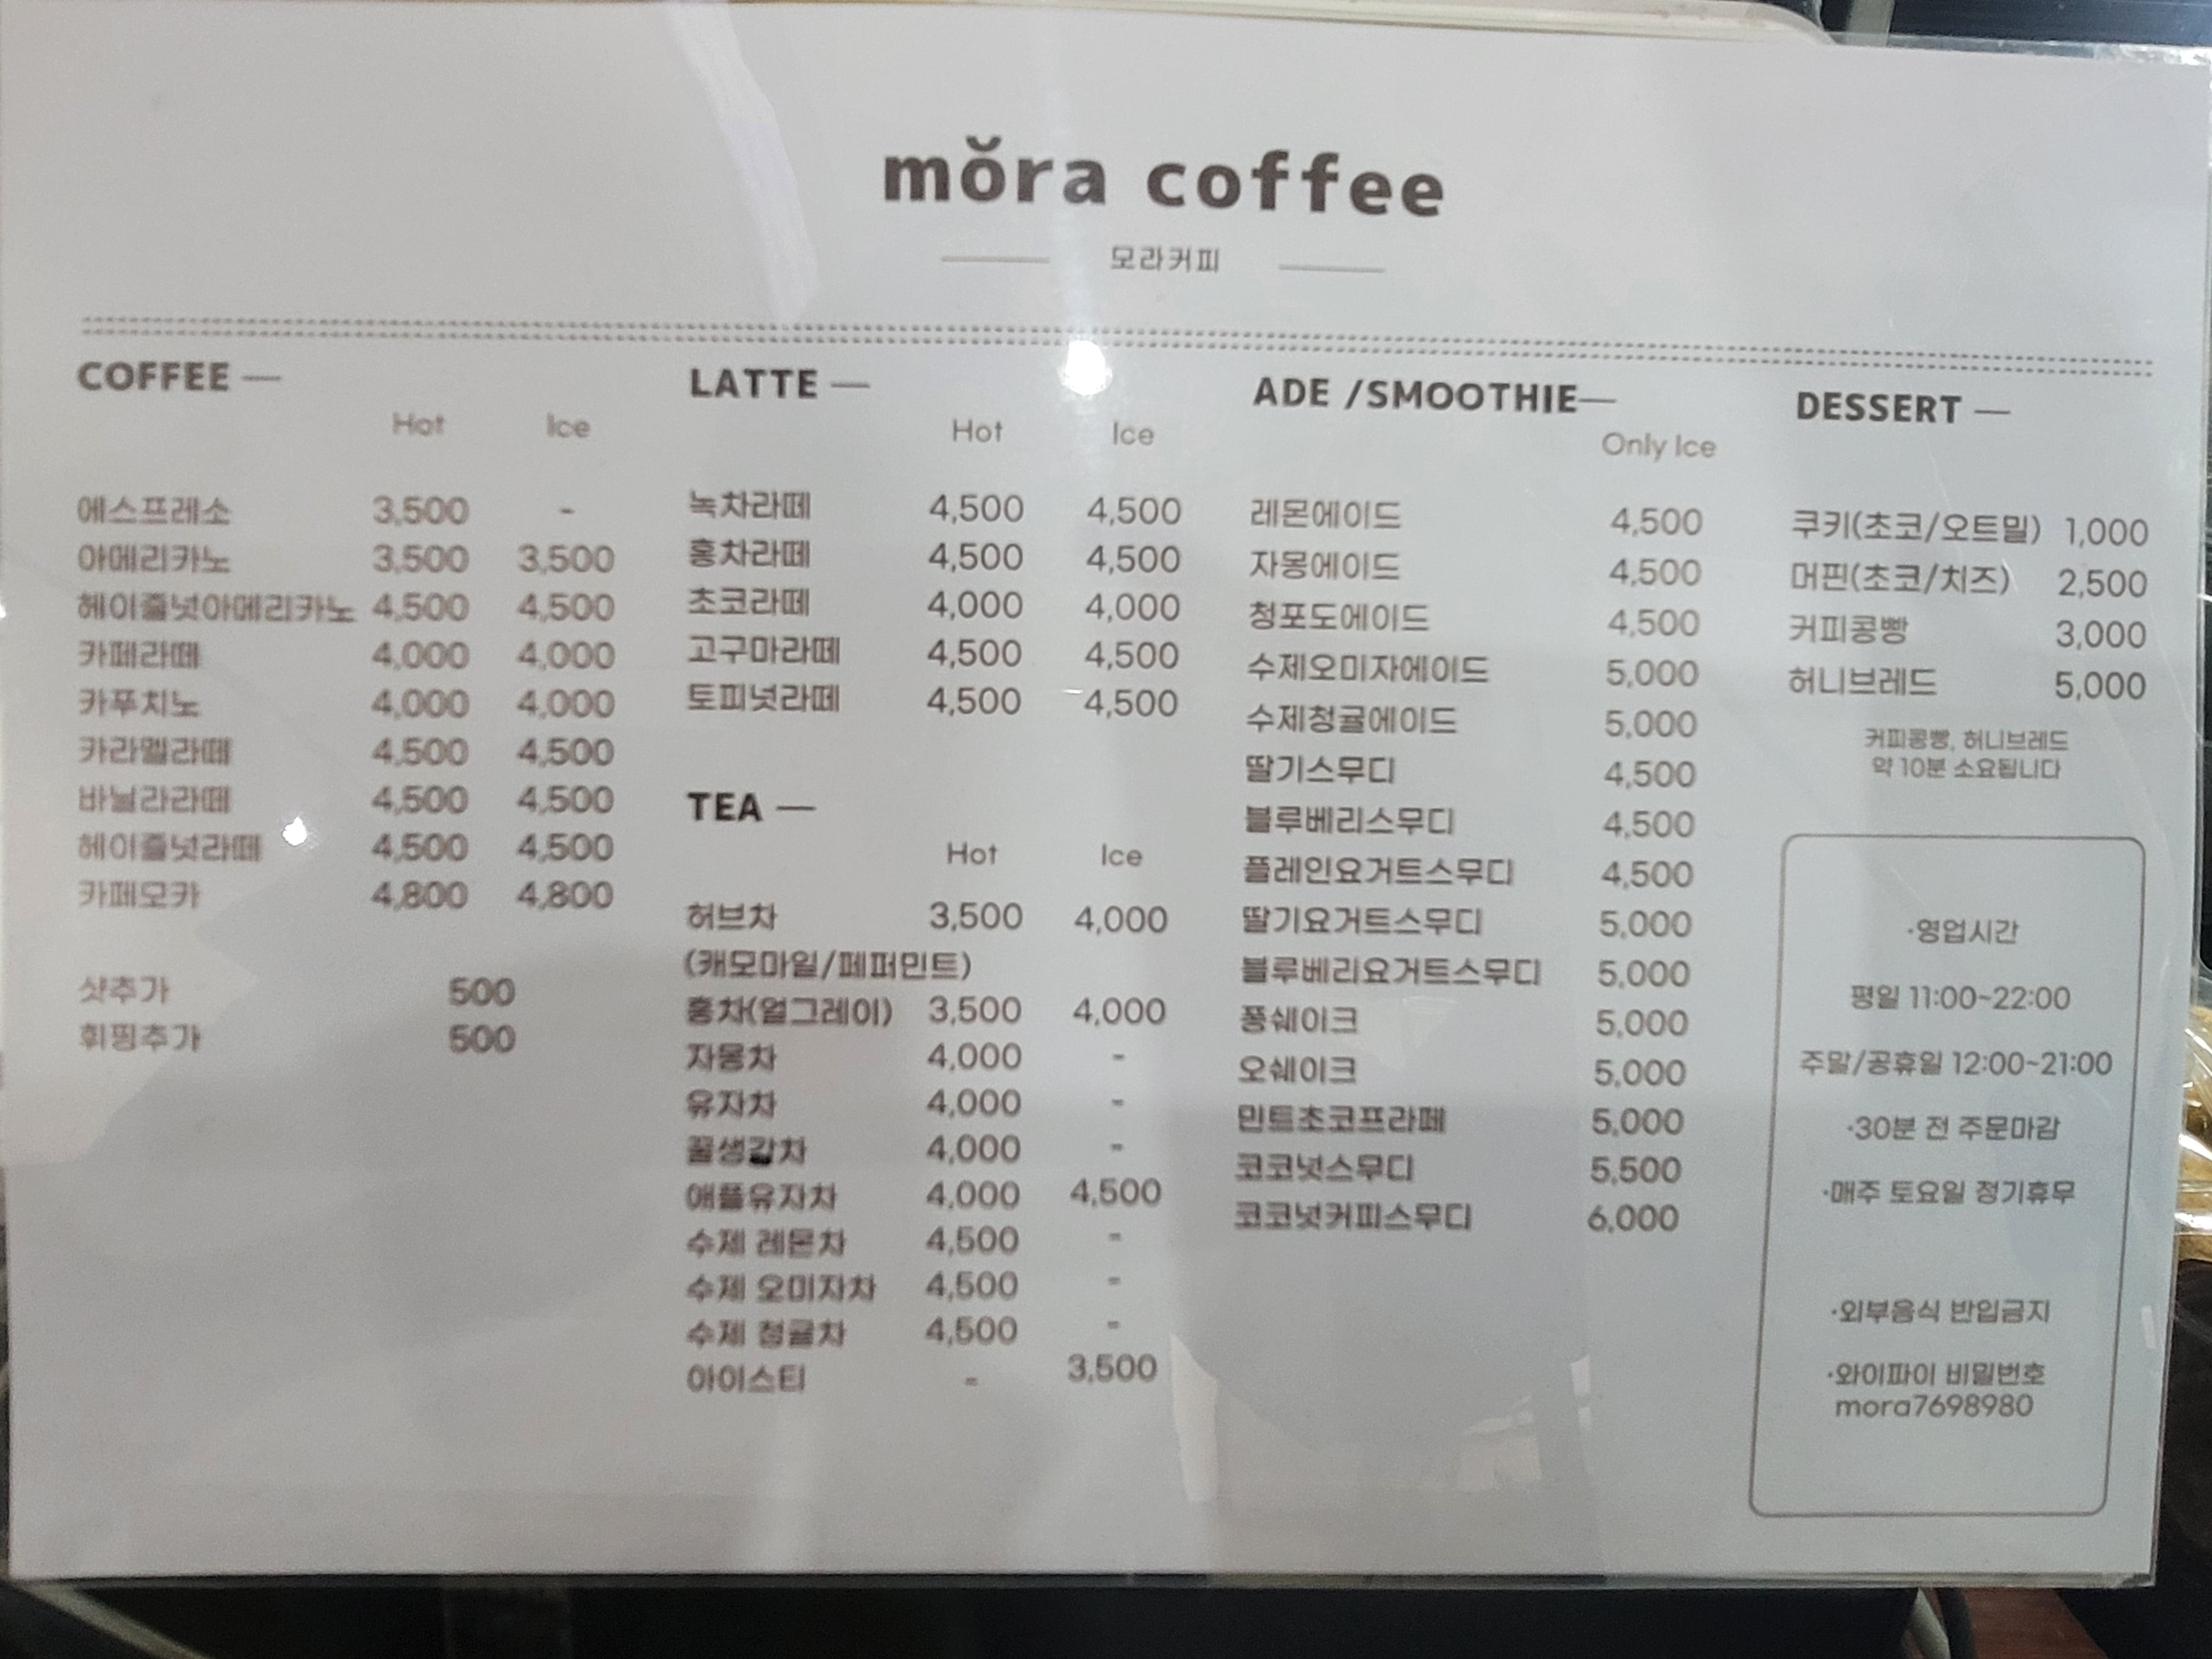 mŏra coffee
모라커피
COFFEE —
Hot Ice
에스프레소 3,500 -
아메리카노 3,500 3,500
헤이즐넛아메리카노 4,500 4,500
카페라떼 4,000 4,000
카푸치노 4,000 4,000
카라멜라떼 4,500 4,500
바닐라라떼 4,500 4,500
헤이즐넛라떼 4,500 4,500
카페모카 4,800 4,800
샷추가 500
휘핑추가 500
LATTE —
Hot Ice
녹차라떼 4,500 4,500
홍차라떼 4,500 4,500
초코라떼 4,000 4,000
고구마라떼 4,500 4,500
토피넛라떼 4,500 4,500
TEA —
Hot Ice
허브차 3,500 4,000
(캐모마일/페퍼민트)
홍차(얼그레이) 3,500 4,000
자몽차 4,000 -
유자차 4,000 -
꿀생강차 4,000 -
애플유자차 4,000 4,500
수제 레몬차 4,500 -
수제 오미자차 4,500 -
수제 청귤차 4,500 -
아이스티 - 3,500
ADE /SMOOTHIE—
Only Ice
레몬에이드 4,500
자몽에이드 4,500
청포도에이드 4,500
수제오미자에이드 5,000
수제청귤에이드 5,000
딸기스무디 4,500
블루베리스무디 4,500
플레인요거트스무디 4,500
딸기요거트스무디 5,000
블루베리요거트스무디 5,000
퐁쉐이크 5,000
오쉐이크 5,000
민트초코프라페 5,000
코코넛스무디 5,500
코코넛커피스무디 6,000
DESSERT —
쿠키(초코/오트밀) 1,000
머핀(초코/치즈) 2,500
커피콩빵 3,000
허니브레드 5,000
커피콩빵, 허니브레드
약 10분 소요됩니다
·영업시간
평일 11:00~22:00
주말/공휴일 12:00~21:00
·30분 전 주문마감
·매주 토요일 정기휴무
·외부음식 반입금지
·와이파이 비밀번호
mora7698980